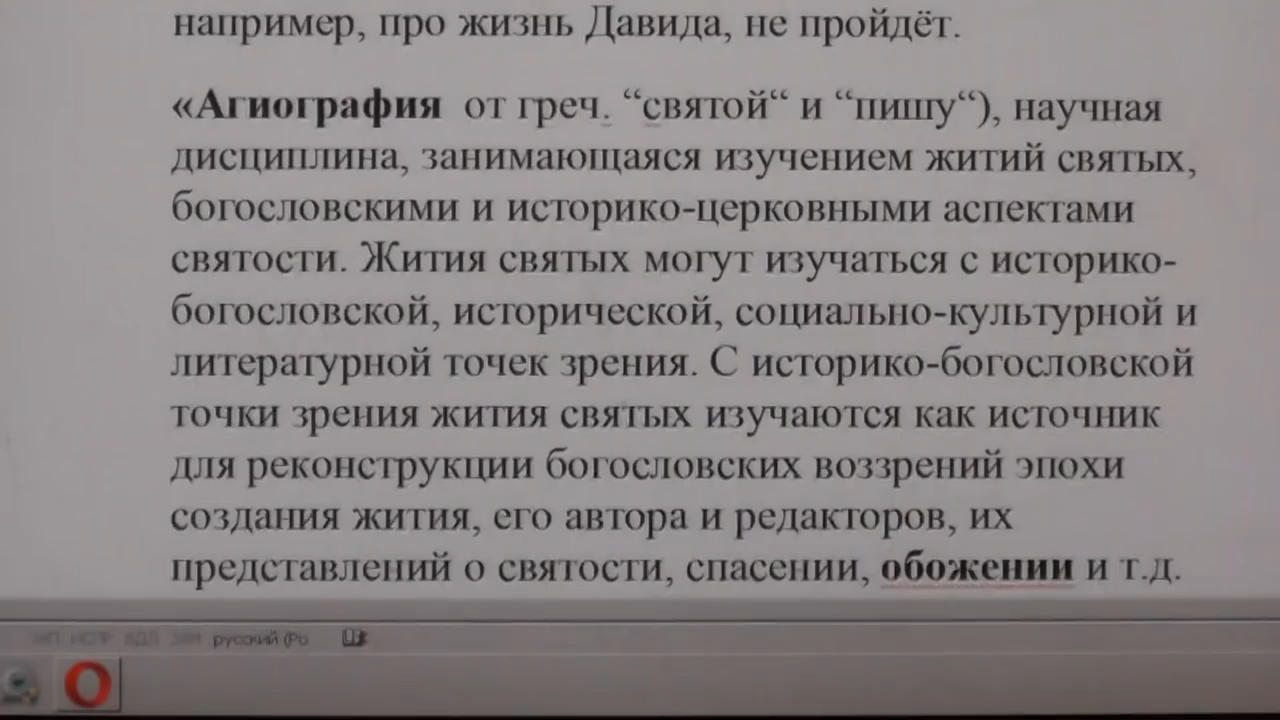 например, про жизнь Давида, не пройдёт.
«Агиография от греч. “святой“ и “пишу“), научная
дисциплина, занимающаяся изучением житий святых,
богословскими и историко-церковными аспектами
святости. Жития святых могут изучаться с историко-
богословской, исторической, социально-культурной и
литературной точек зрения. С историко-богословской
точки зрения жития святых изучаются как источник
для реконструкции богословских воззрений эпохи
создания жития, его автора и редакторов, их
представлений о святости, спасении, обожении и т.д.
русский (Ро